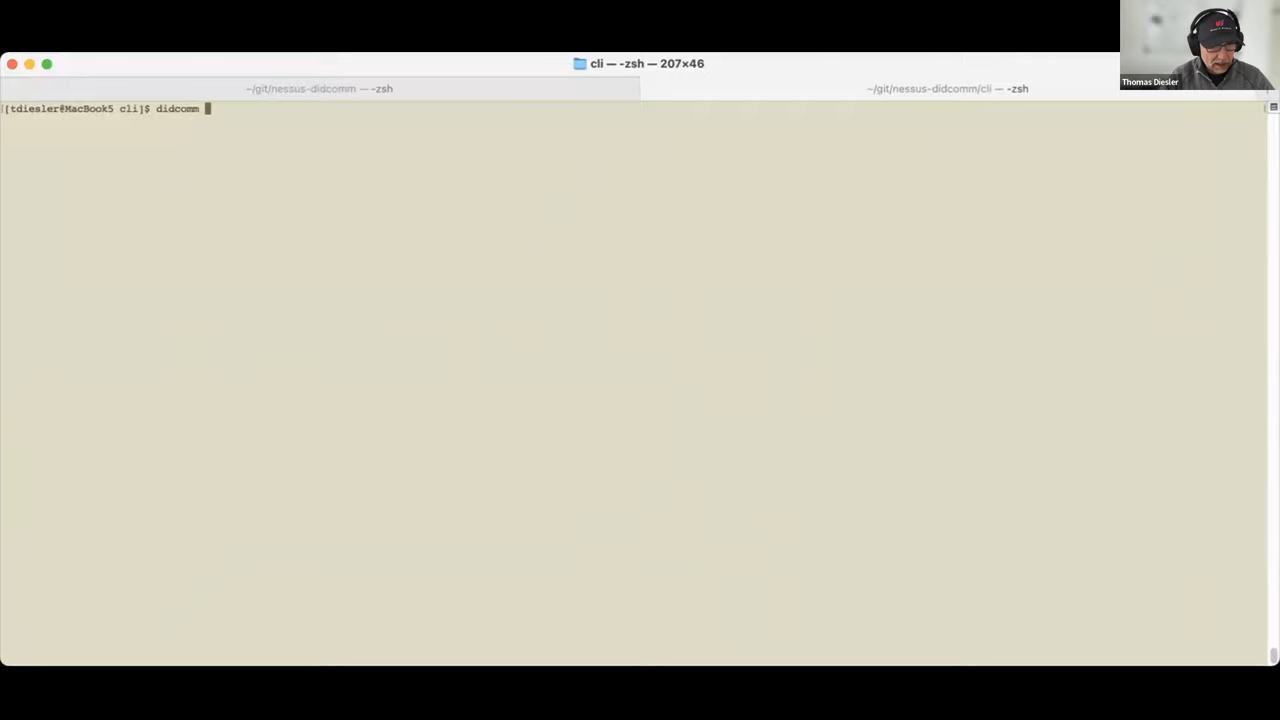 cli — -zsh — 207×46
~/git/nessus-didcomm — -zsh
~/git/nessus-didcomm/cli — -zsh
Thomas Diesler
[tdiesler@MacBook5 cli]$ didcomm